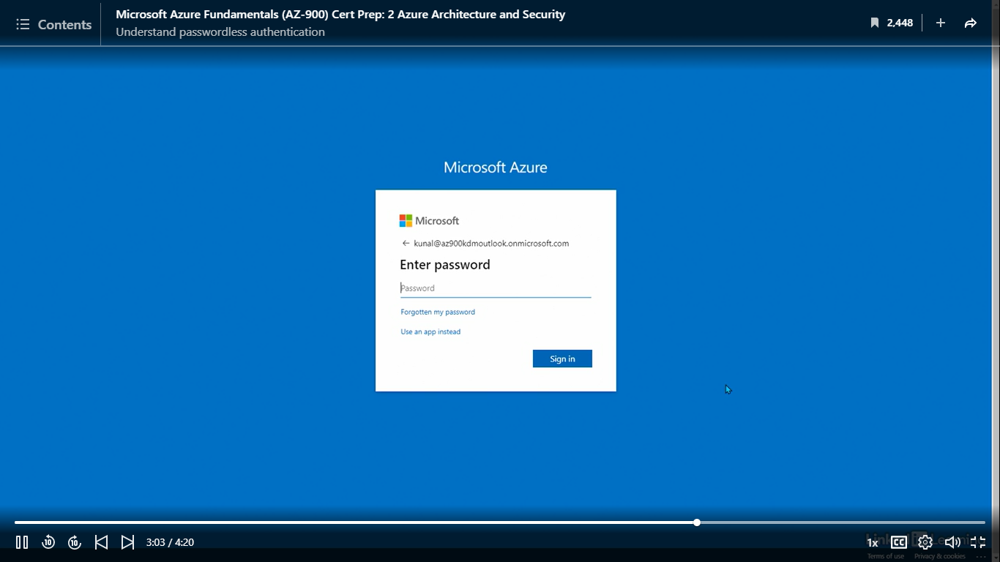 Contents
Microsoft Azure Fundamentals (AZ-900) Cert Prep: 2 Azure Architecture and Security
Understand passwordless authentication
2,448
Microsoft Azure
Microsoft
kunal@az900kdmoutlook.onmicrosoft.com
Enter password
Password
Forgotten my password
Use an app instead
Sign in
10
10
3:03 / 4:20
1x
CC
Terms of use Privacy & cookies ...